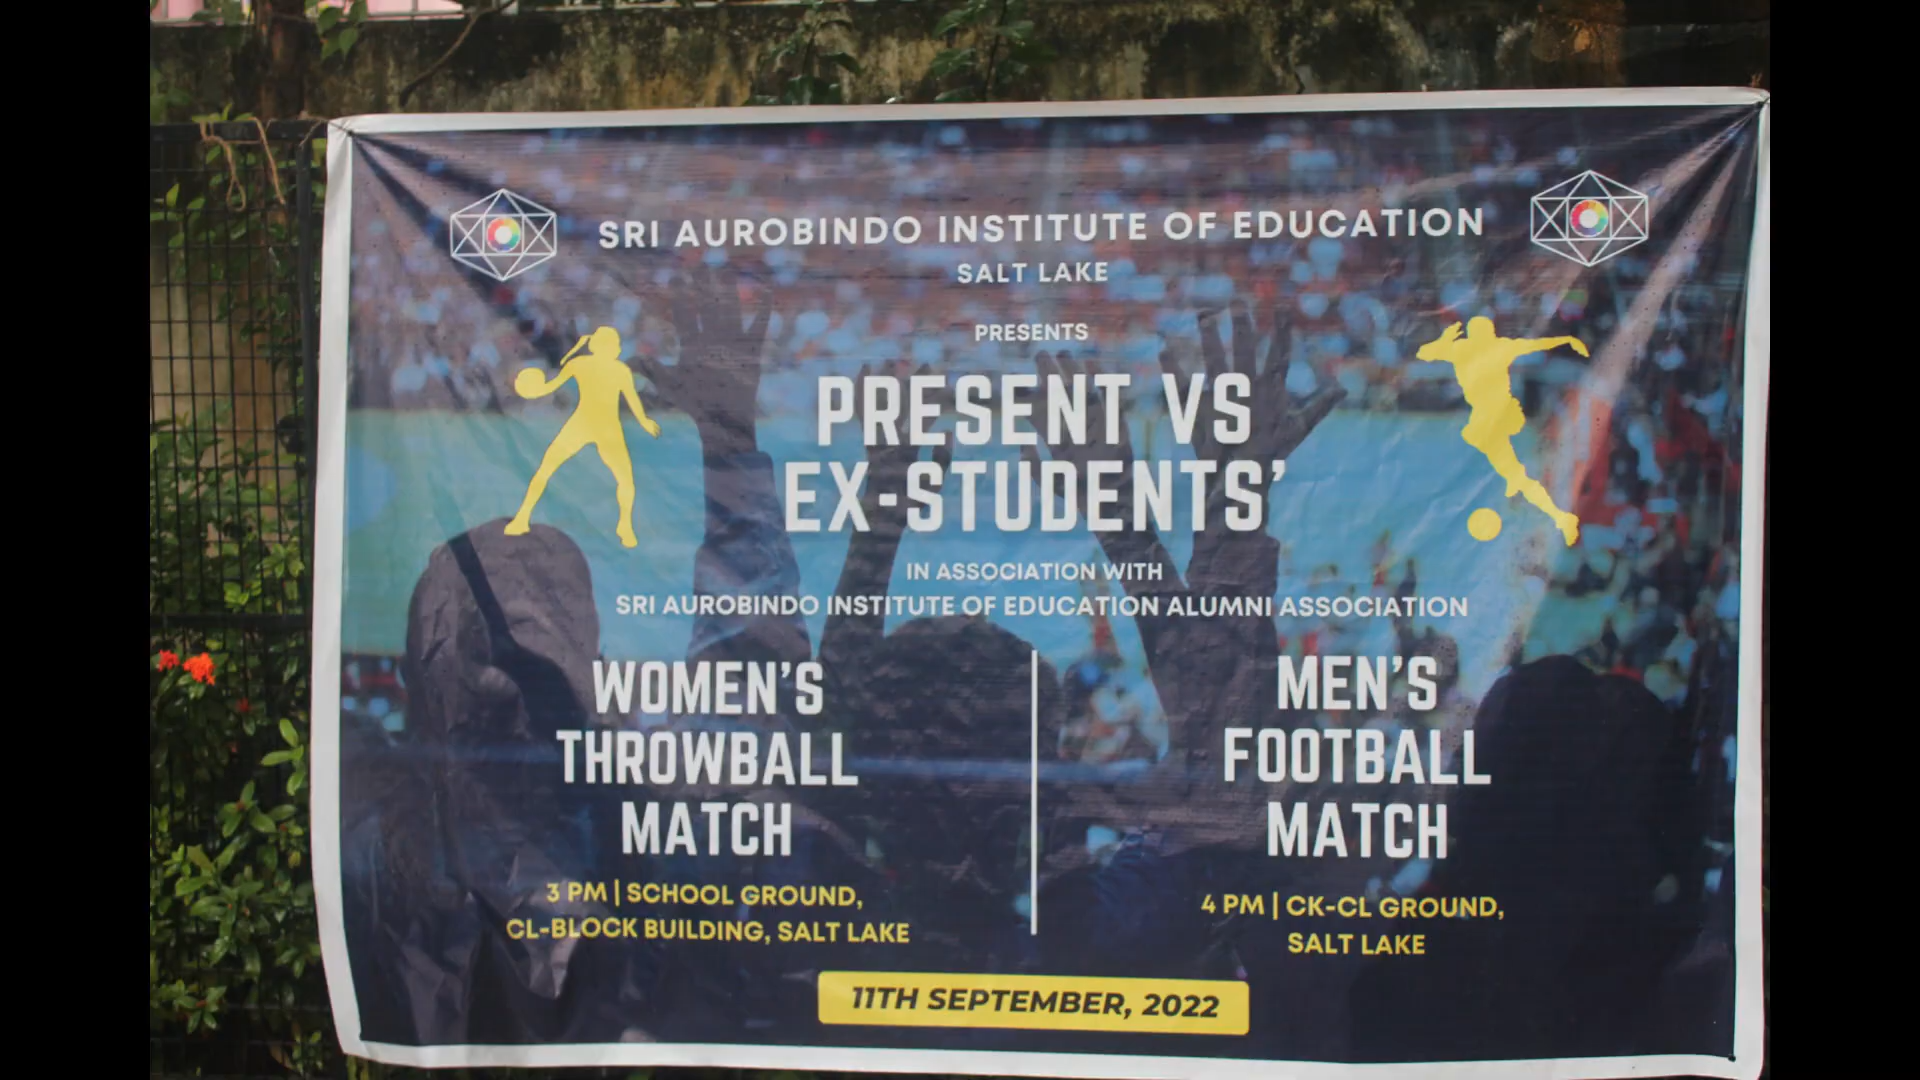 SRI AUROBINDO INSTITUTE OF EDUCATION
SALT LAKE
PRESENTS
PRESENT VS
EX-STUDENTS'
IN ASSOCIATION WITH
SRI AUROBINDO INSTITUTE OF EDUCATION ALUMNI ASSOCIATION
WOMEN'S
THROWBALL
MATCH
3 PM | SCHOOL GROUND,
CL-BLOCK BUILDING, SALT LAKE
MEN'S
FOOTBALL
MATCH
4 PM | CK-CL GROUND,
SALT LAKE
11TH SEPTEMBER, 2022